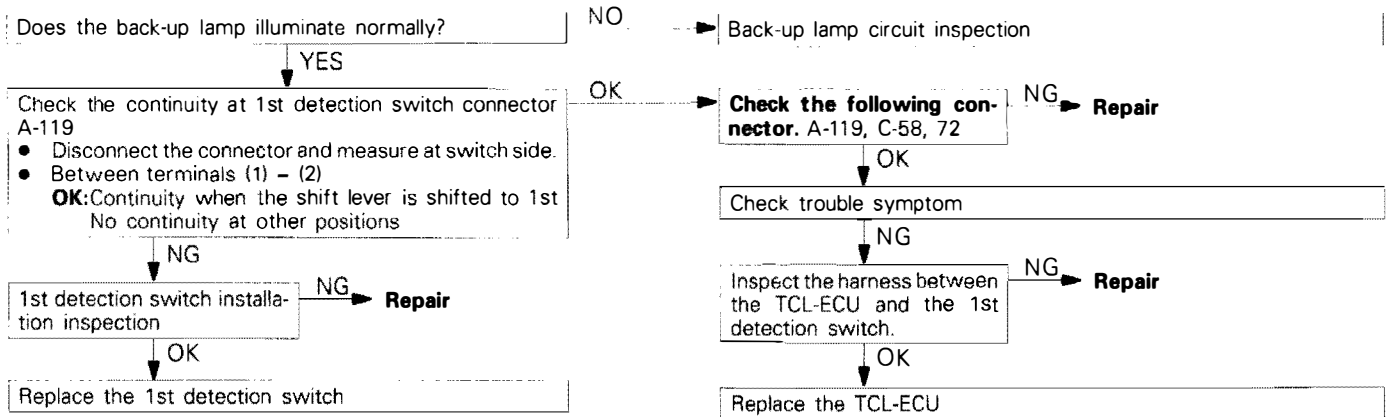 Does the back-up lamp illuminate normally?
NO
Back-up lamp circuit inspection
YES
Check the continuity at 1st detection switch connector
A-119
● Disconnect the connector and measure at switch side.
● Between terminals (1) – (2)
OK: Continuity when the shift lever is shifted to 1st
No continuity at other positions
OK
Check the following con-
nector. A-119, C-58, 72
NG
Repair
OK
Check trouble symptom
NG
Inspect the harness between
the TCL-ECU and the 1st
detection switch.
NG
Repair
OK
Replace the TCL-ECU
NG
1st detection switch installa-
tion inspection
NG
Repair
OK
Replace the 1st detection switch